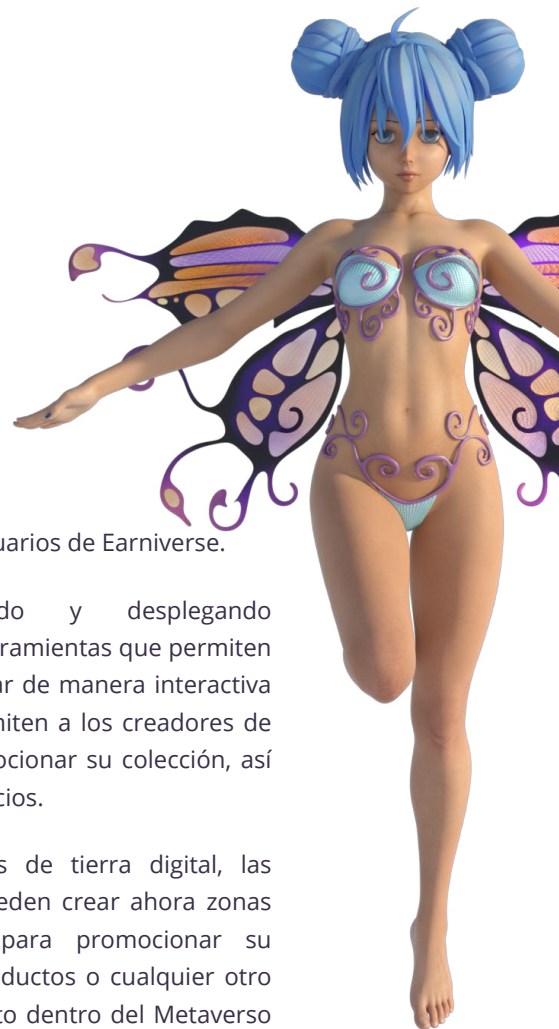 uarios de Earniverse.
do y desplegando
ramientas que permiten
ar de manera interactiva
miten a los creadores de
ocionar su colección, así
cios.
s de tierra digital, las
eden crear ahora zonas
para promocionar su
ductos o cualquier otro
to dentro del Metaverso